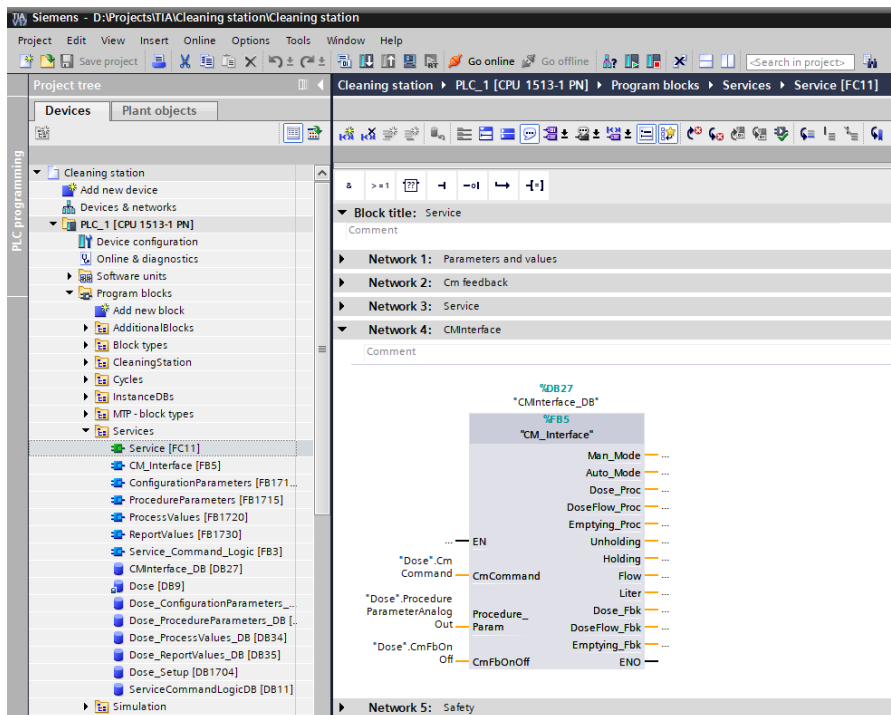 Siemens - D:\Projects\TIA\Cleaning station\Cleaning station
Project Edit View Insert Online Options Tools Window Help
Save project
Go online
Go offline
<Search in project>
Project tree
Cleaning station PLC_1 [CPU 1513-1 PN] Program blocks Services Service [FC11]
Devices
Plant objects
PLC programming
Cleaning station
Add new device
Devices & networks
PLC_1 [CPU 1513-1 PN]
Device configuration
Online & diagnostics
Software units
Program blocks
Add new block
AdditionalBlocks
Block types
CleaningStation
Cycles
InstanceDBs
MTP - block types
Services
Service [FC11]
CM_Interface [FB5]
ConfigurationParameters [FB171...
ProcedureParameters [FB1715]
ProcessValues [FB1720]
ReportValues [FB1730]
Service_Command_Logic [FB3]
CMInterface_DB [DB27]
Dose [DB9]
Dose_ConfigurationParameters_...
Dose_ProcedureParameters_DB [...
Dose_ProcessValues_DB [DB34]
Dose_ReportValues_DB [DB35]
Dose_Setup [DB1704]
ServiceCommandLogicDB [DB11]
Simulation
& >=1 ?? - -o| -[=]
Block title: Service
Comment
Network 1: Parameters and values
Network 2: Cm feedback
Network 3: Service
Network 4: CMInterface
Comment
%DB27
"CMInterface_DB"
%FB5
"CM_Interface"
Man_Mode ...
Auto_Mode ...
Dose_Proc ...
DoseFlow_Proc ...
Emptying_Proc ...
... EN
Unholding ...
Holding ...
"Dose".Cm
Command
CmCommand
Flow ...
Liter ...
"Dose".Procedure
ParameterAnalog
Out
Procedure_
Param
Dose_Fbk ...
DoseFlow_Fbk ...
Emptying_Fbk ...
"Dose".CmFbOn
Off
CmFbOnOff
ENO
Network 5: Safety